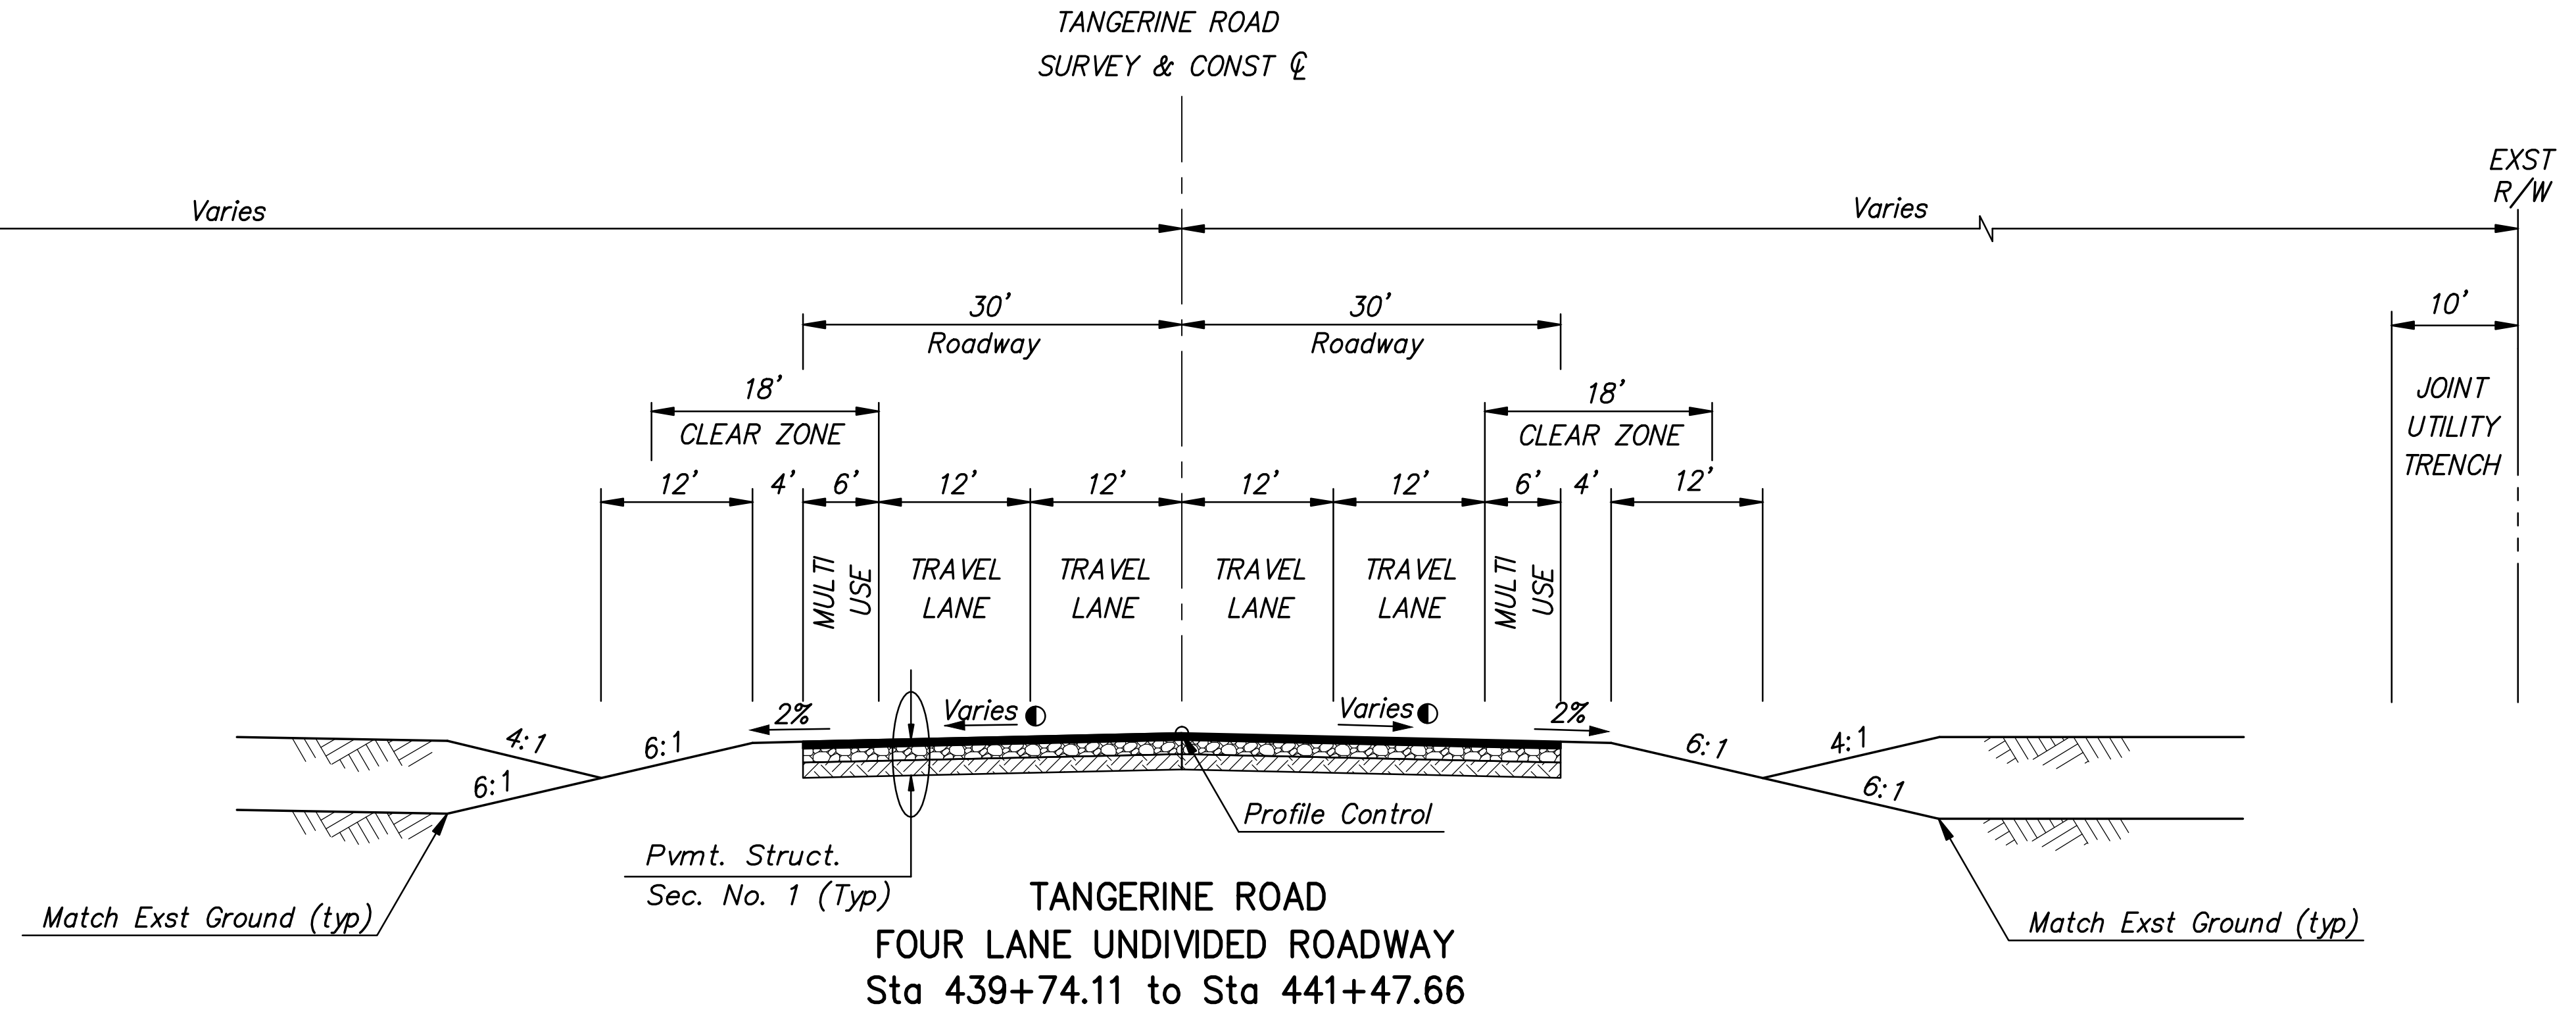 TANGERINE ROAD
SURVEY & CONST ℄
EXST
R/W
Varies
Varies
30'
30'
10'
Roadway
Roadway
18'
18'
CLEAR ZONE
CLEAR ZONE
JOINT
UTILITY
TRENCH
12'
4'
6'
12'
12'
12'
12'
6'
4'
12'
MULTI
USE
TRAVEL
LANE
TRAVEL
LANE
TRAVEL
LANE
TRAVEL
LANE
MULTI
USE
2%
Varies
Varies
2%
4:1
6:1
6:1
4:1
6:1
6:1
Profile Control
Pvmt. Struct.
Sec. No. 1 (Typ)
Match Exst Ground (typ)
Match Exst Ground (typ)
TANGERINE ROAD
FOUR LANE UNDIVIDED ROADWAY
Sta 439+74.11 to Sta 441+47.66